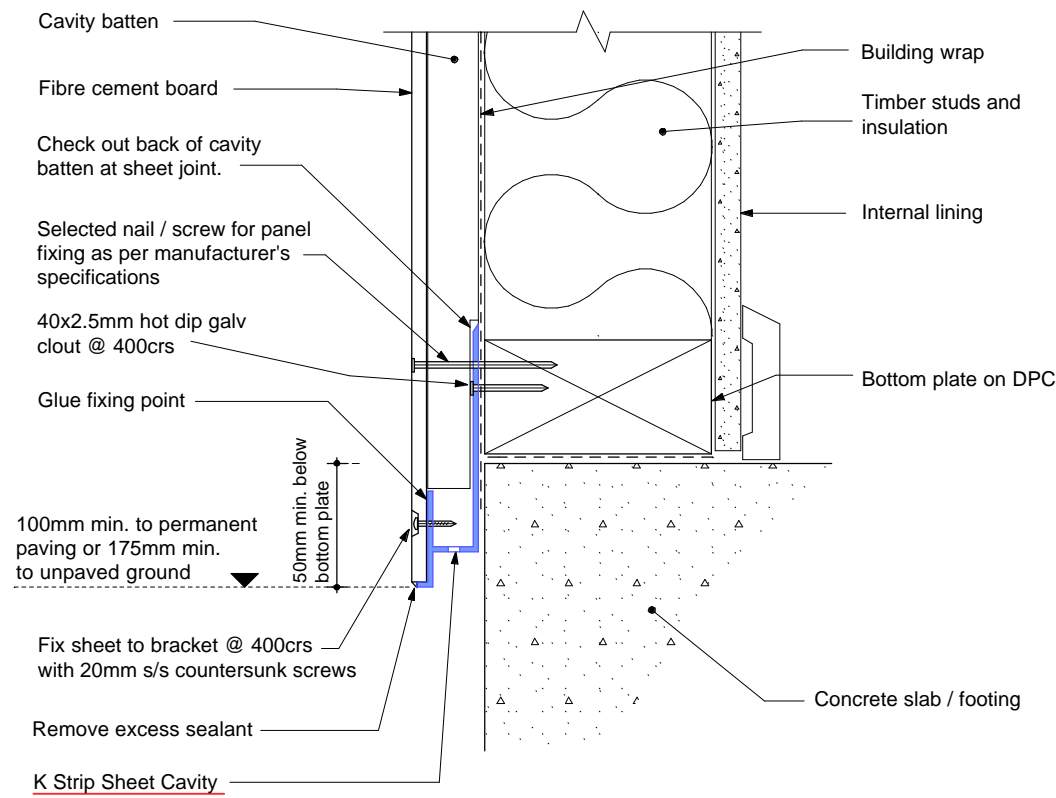 Cavity batten
Fibre cement board
Check out back of cavity
batten at sheet joint.
Selected nail / screw for panel
fixing as per manufacturer's
specifications
40x2.5mm hot dip galv
clout @ 400crs
Glue fixing point
50mm min. below
bottom plate
100mm min. to permanent
paving or 175mm min.
to unpaved ground
Fix sheet to bracket @ 400crs
with 20mm s/s countersunk screws
Remove excess sealant
K Strip Sheet Cavity
Building wrap
Timber studs and
insulation
Internal lining
Bottom plate on DPC
Concrete slab / footing